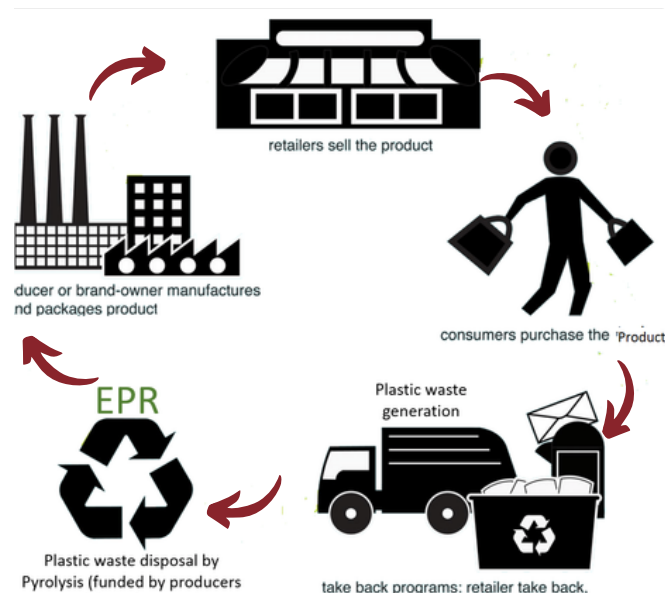 retailers sell the product
ducer or brand-owner manufactures
nd packages product
consumers purchase the 'Product
Plastic waste
generation
EPR
Plastic waste disposal by
Pyrolysis (funded by producers
take back programs: retailer take back,